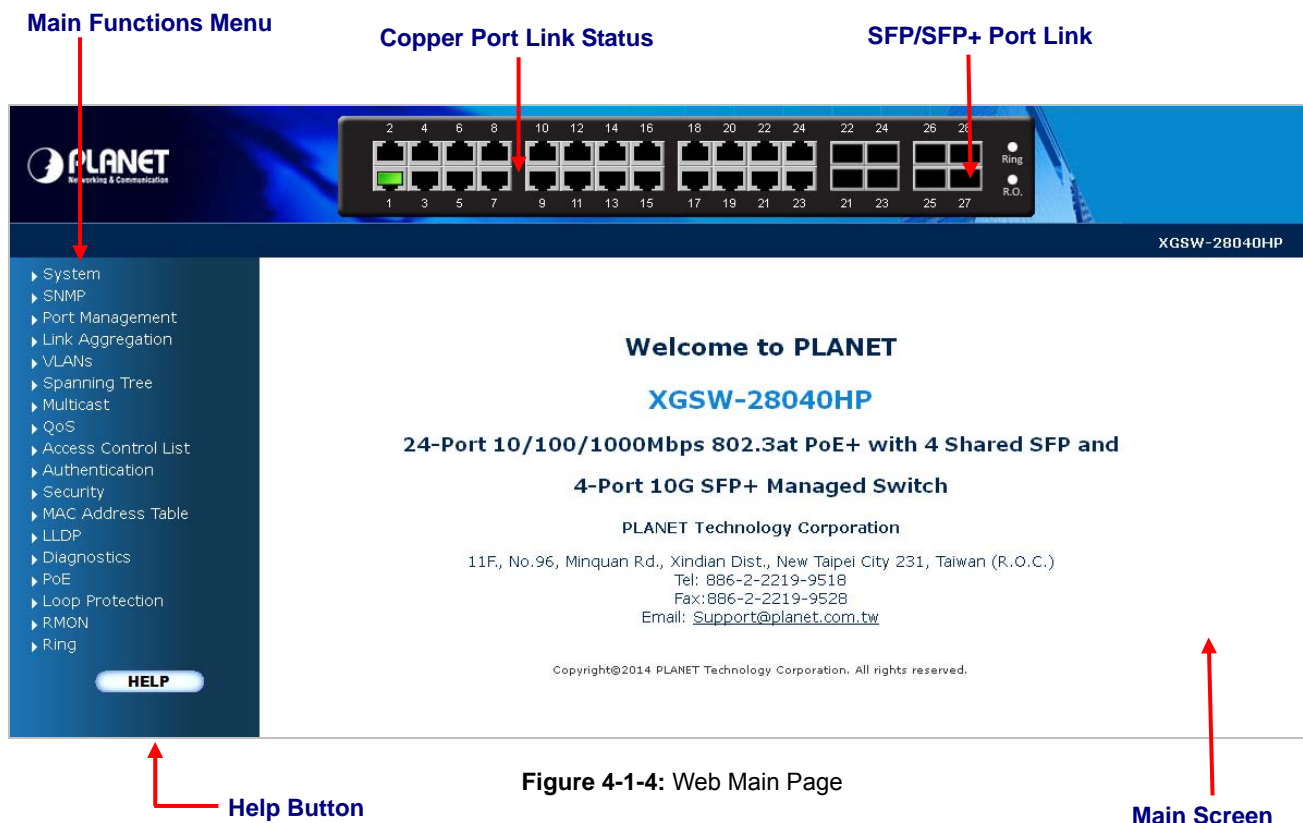 Main Functions Menu
Copper Port Link Status
SFP/SFP+ Port Link
2 4 6 8 10 12 14 16 18 20 22 24 22 24 26 28
PLANET
Networking & Communication
Ring
R.O.
1 3 5 7 9 11 13 15 17 19 21 23 21 23 25 27
XGSW-28040HP
System
SNMP
Port Management
Link Aggregation
VLANs
Spanning Tree
Multicast
QoS
Access Control List
Authentication
Security
MAC Address Table
LLDP
Diagnostics
PoE
Loop Protection
RMON
Ring
HELP
Welcome to PLANET
XGSW-28040HP
24-Port 10/100/1000Mbps 802.3at PoE+ with 4 Shared SFP and
4-Port 10G SFP+ Managed Switch
PLANET Technology Corporation
11F., No.96, Minquan Rd., Xindian Dist., New Taipei City 231, Taiwan (R.O.C.)
Tel: 886-2-2219-9518
Fax:886-2-2219-9528
Email: Support@planet.com.tw
Copyright©2014 PLANET Technology Corporation. All rights reserved.
Figure 4-1-4: Web Main Page
Help Button
Main Screen